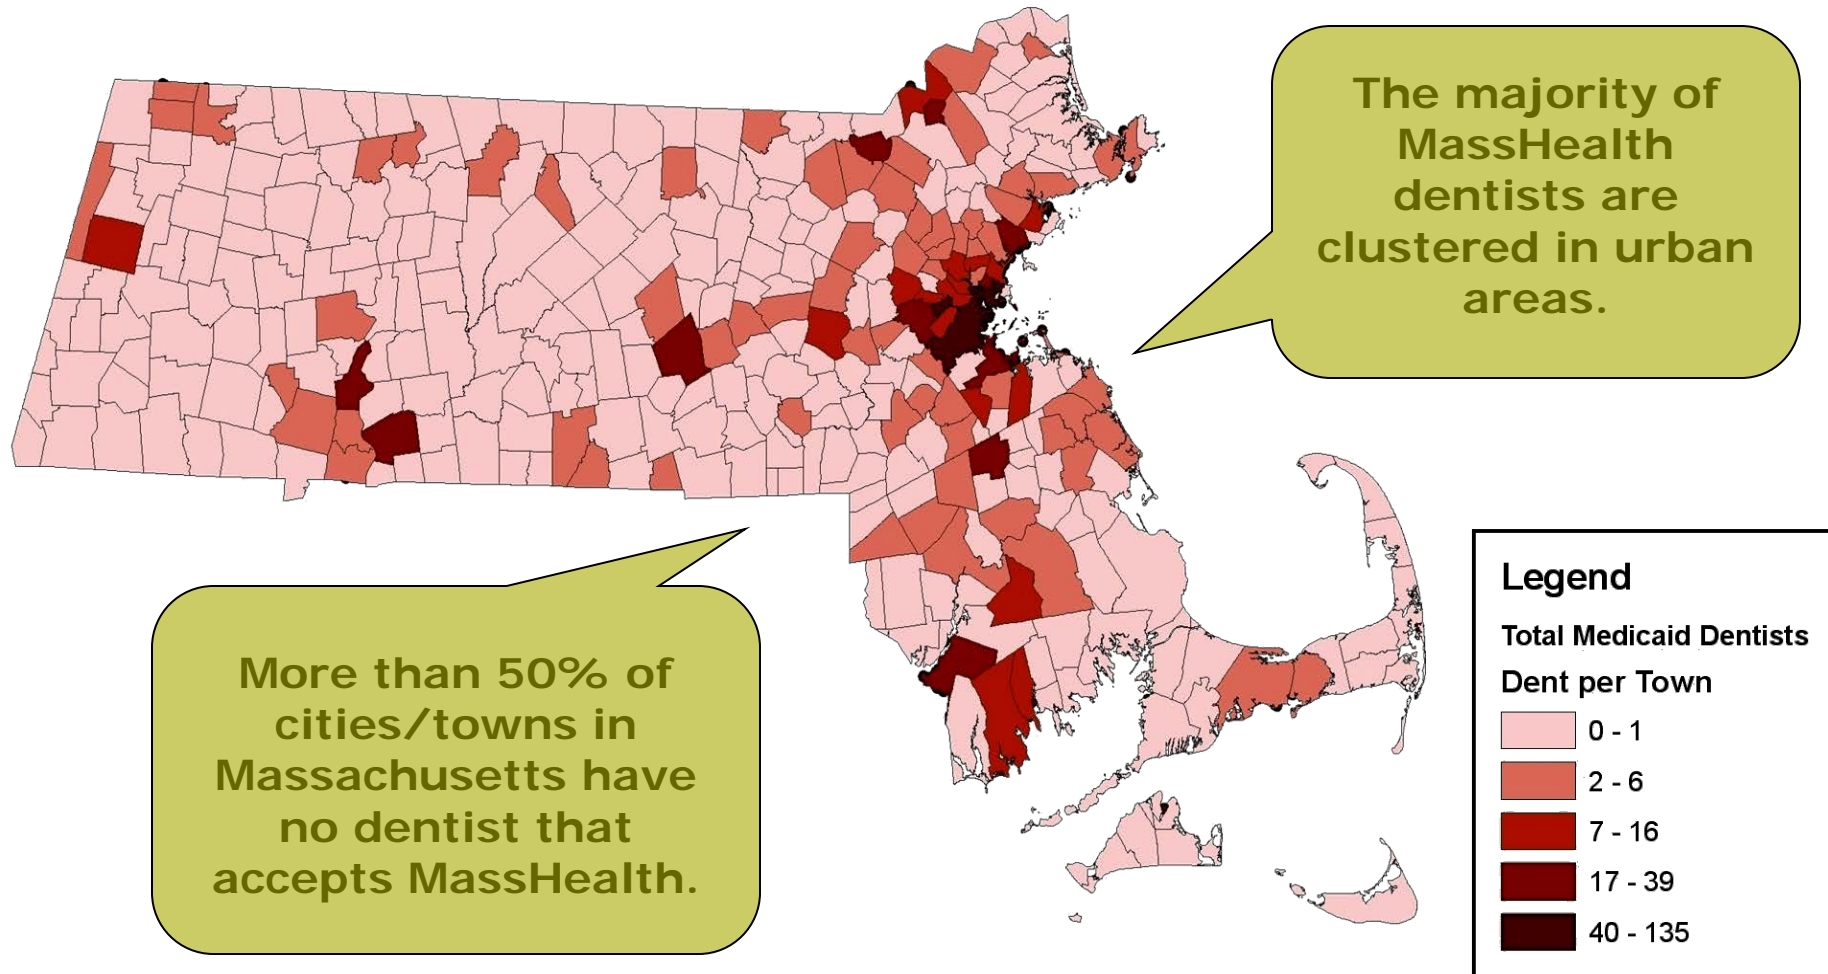 The majority of
MassHealth
dentists are
clustered in urban
areas.
More than 50% of
cities/towns in
Massachusetts have
no dentist that
accepts MassHealth.
Legend
Total Medicaid Dentists
Dent per Town
0 - 1
2 - 6
7 - 16
17 - 39
40 - 135